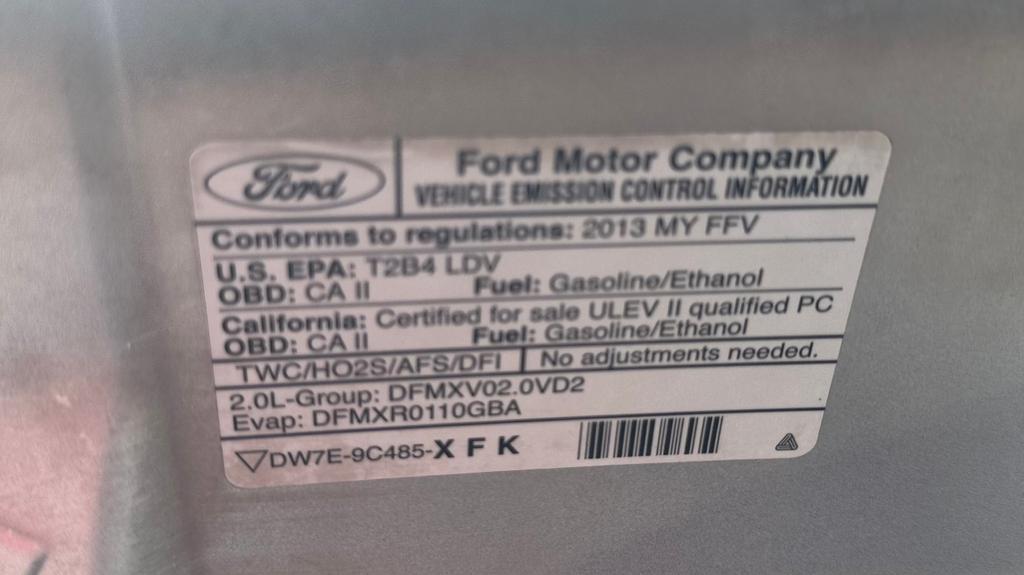 Ford
Ford Motor Company
VEHICLE EMISSION CONTROL INFORMATION
Conforms to regulations: 2013 MY FFV
U.S. EPA: T2B4 LDV
OBD: CA II Fuel: Gasoline/Ethanol
California: Certified for sale ULEV II qualified PC
OBD: CA II Fuel: Gasoline/Ethanol
TWC/HO2S/AFS/DFI No adjustments needed.
2.0L-Group: DFMXV02.0VD2
Evap: DFMXR0110GBA
DW7E-9C485-X F K